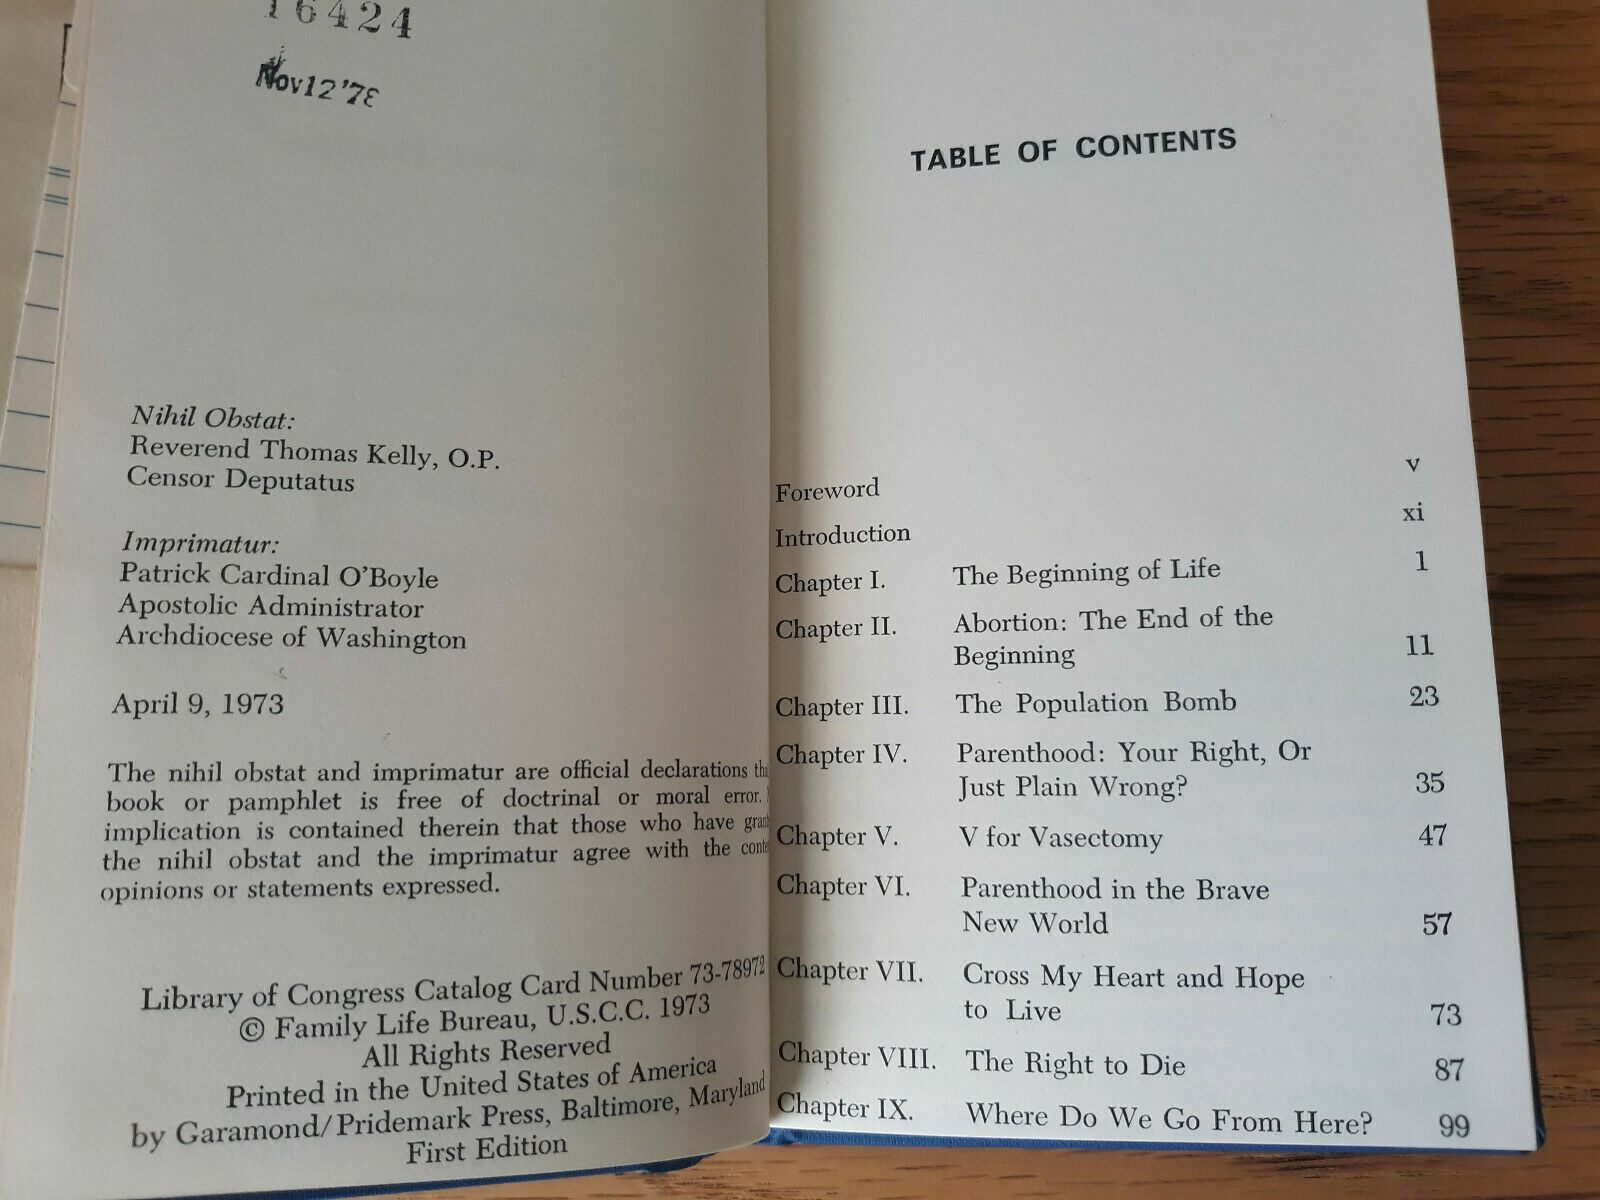 16424
Nov 12 '78
Nihil Obstat:
Reverend Thomas Kelly, O.P.
Censor Deputatus
Imprimatur:
Patrick Cardinal O'Boyle
Apostolic Administrator
Archdiocese of Washington
April 9, 1973
The nihil obstat and imprimatur are official declarations
book or pamphlet is free of doctrinal or moral error.
implication is contained therein that those who have
the nihil obstat and the imprimatur agree with the
opinions or statements expressed.
Library of Congress Catalog Card Number 73-78972
© Family Life Bureau, U.S.C.C. 1973
All Rights Reserved
Printed in the United States of America
by Garamond/Pridemark Press, Baltimore, Maryland
First Edition
TABLE OF CONTENTS
Foreword v
Introduction xi
Chapter I. The Beginning of Life 1
Chapter II. Abortion: The End of the
Beginning 11
Chapter III. The Population Bomb 23
Chapter IV. Parenthood: Your Right, Or
Just Plain Wrong? 35
Chapter V. V for Vasectomy 47
Chapter VI. Parenthood in the Brave
New World 57
Chapter VII. Cross My Heart and Hope
to Live 73
Chapter VIII. The Right to Die 87
Chapter IX. Where Do We Go From Here? 99